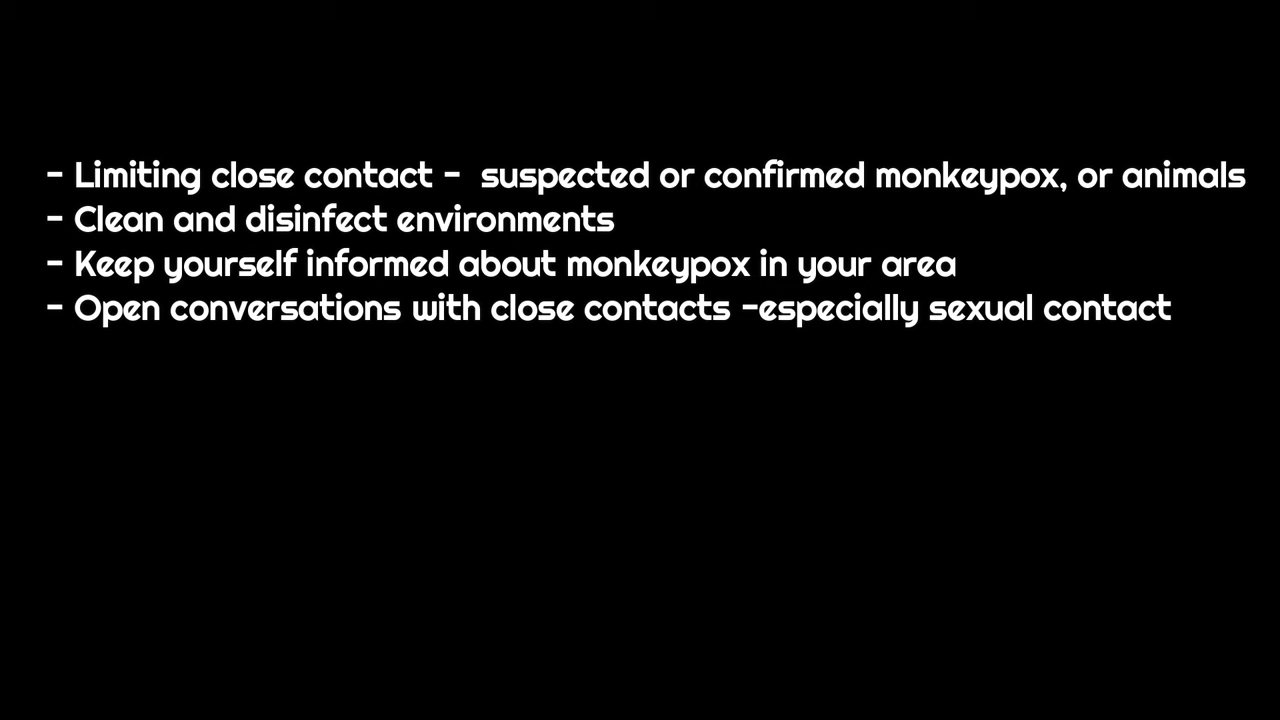 - Limiting close contact -  suspected or confirmed monkeypox, or animals
- Clean and disinfect environments
- Keep yourself informed about monkeypox in your area
- Open conversations with close contacts -especially sexual contact